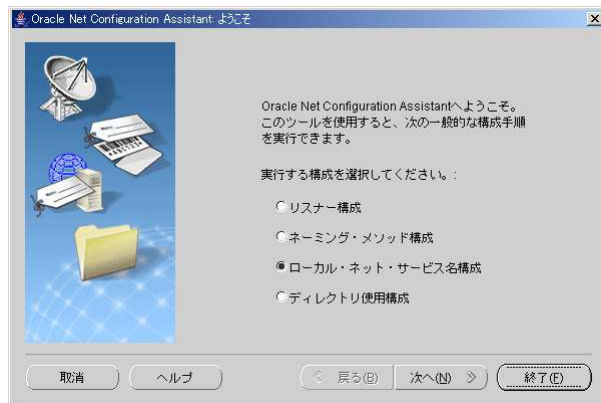 Oracle Net Configuration Assistant: ようこそ
Oracle Net Configuration Assistantへようこそ。
このツールを使用すると、次の一般的な構成手順
を実行できます。
実行する構成を選択してください。:
リスナー構成
ネーミング・メソッド構成
ローカル・ネット・サービス名構成
ディレクトリ使用構成
取消
ヘルプ
戻る(B)
次へ(N)
終了(F)